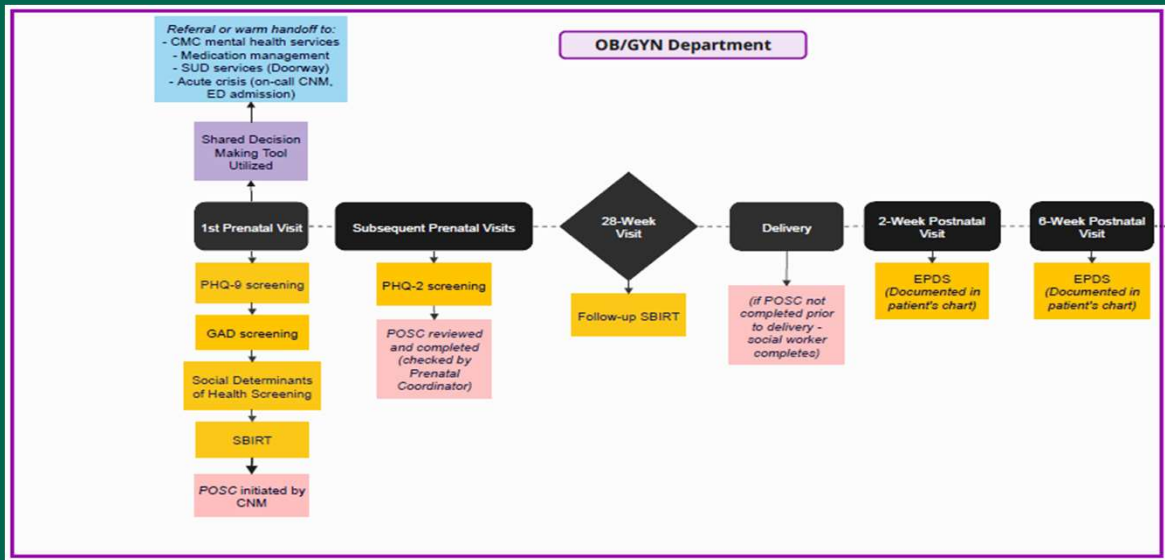 OB/GYN Department
Referral or warm handoff to:
- CMC mental health services
- Medication management
- SUD services (Doorway)
- Acute crisis (on-call CNM,
ED admission)
Shared Decision
Making Tool
Utilized
1st Prenatal Visit
PHQ-9 screening
GAD screening
Social Determinants
of Health Screening
SBIRT
POSC initiated by
CNM
Subsequent Prenatal Visits
PHQ-2 screening
POSC reviewed
and completed
(checked by
Prenatal
Coordinator)
28-Week
Visit
Follow-up SBIRT
Delivery
(if POSC not
completed prior
to delivery -
social worker
completes)
2-Week Postnatal
Visit
EPDS
(Documented in
patient's chart)
6-Week Postnatal
Visit
EPDS
(Documented in
patient's chart)